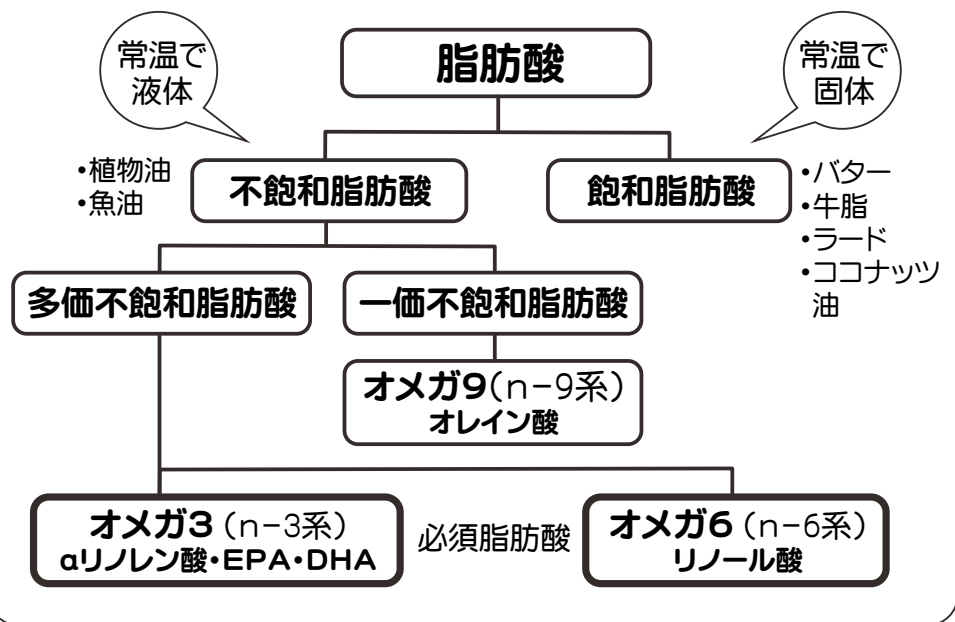 常温で
液体
脂肪酸
常温で
固体
・植物油
・魚油
不飽和脂肪酸
飽和脂肪酸
・バター
・牛脂
・ラード
・ココナッツ
油
多価不飽和脂肪酸
一価不飽和脂肪酸
オメガ9(n-9系)
オレイン酸
オメガ3(n-3系)
αリノレン酸・EPA・DHA
必須脂肪酸
オメガ6(n-6系)
リノール酸